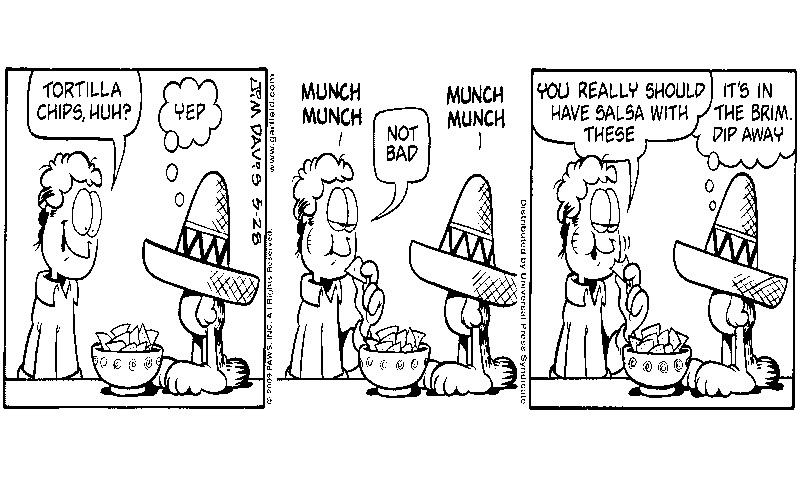 TORTILLA
CHIPS, HUH?
YEP
JIM DAVIS 5-28
www.garfield.com
© 2009 PAWS, INC. All Rights Reserved.
MUNCH
MUNCH
NOT
BAD
MUNCH
MUNCH
Distributed by Universal Press Syndicate
YOU REALLY SHOULD
HAVE SALSA WITH
THESE
IT'S IN
THE BRIM.
DIP AWAY